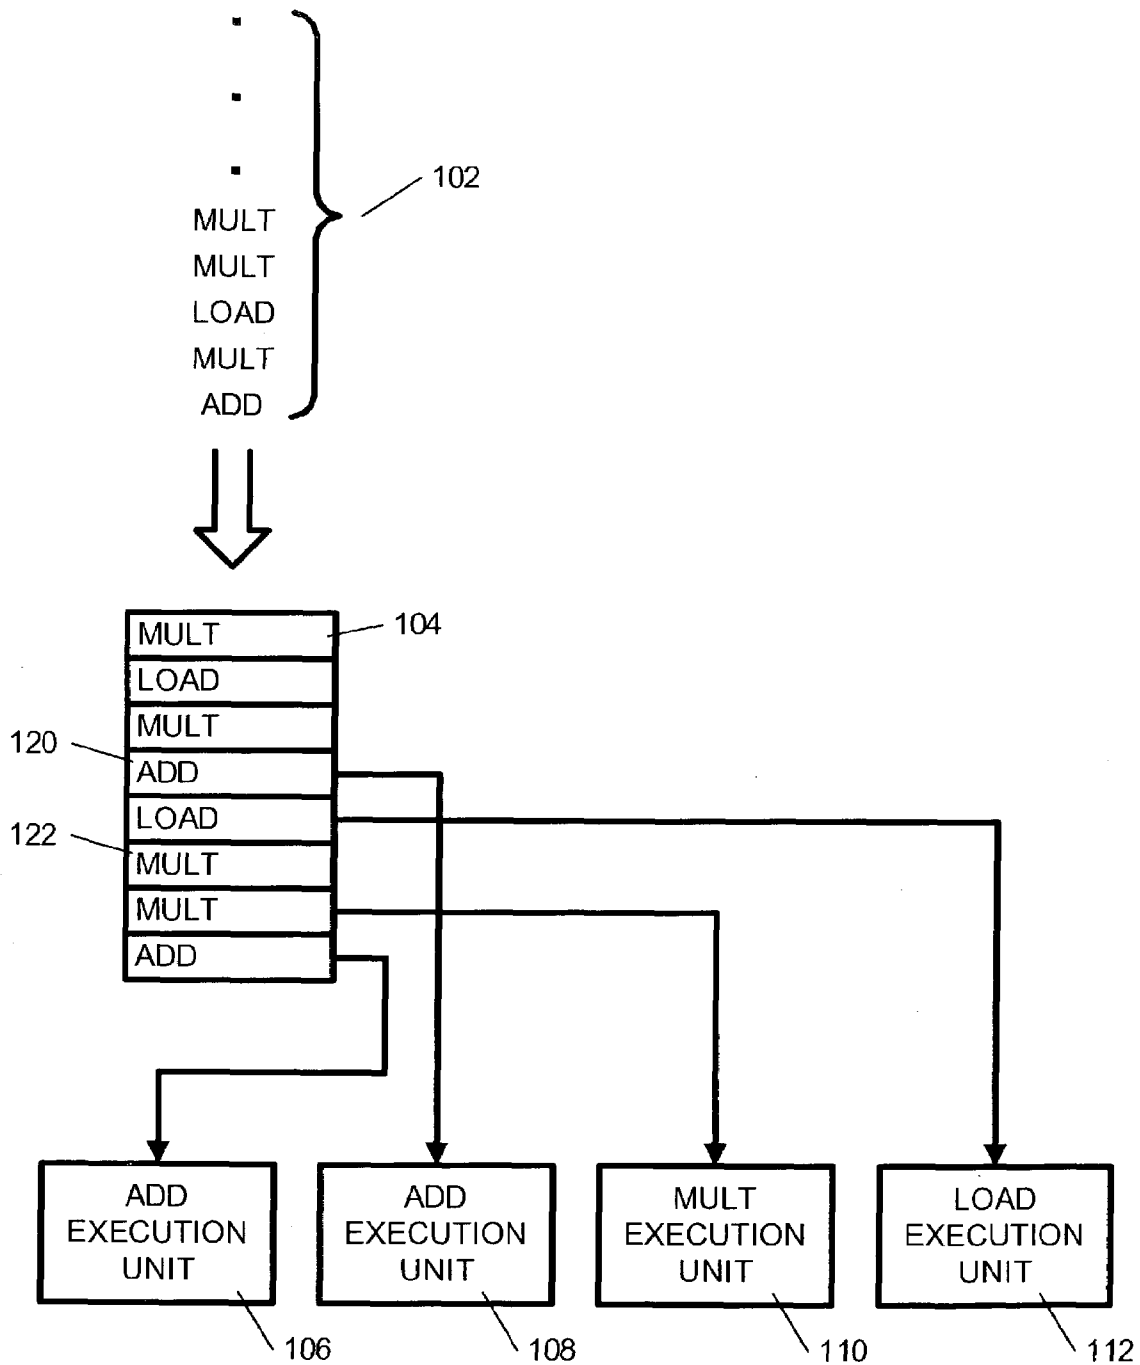 102
MULT
MULT
LOAD
MULT
ADD
MULT
104
LOAD
MULT
120
ADD
LOAD
122
MULT
MULT
ADD
ADD
EXECUTION
UNIT
ADD
EXECUTION
UNIT
MULT
EXECUTION
UNIT
LOAD
EXECUTION
UNIT
106
108
110
112